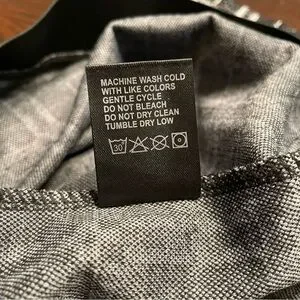 MACHINE WASH COLD
WITH LIKE COLORS
GENTLE CYCLE
DO NOT BLEACH
DO NOT DRY CLEAN
TUMBLE DRY LOW
30